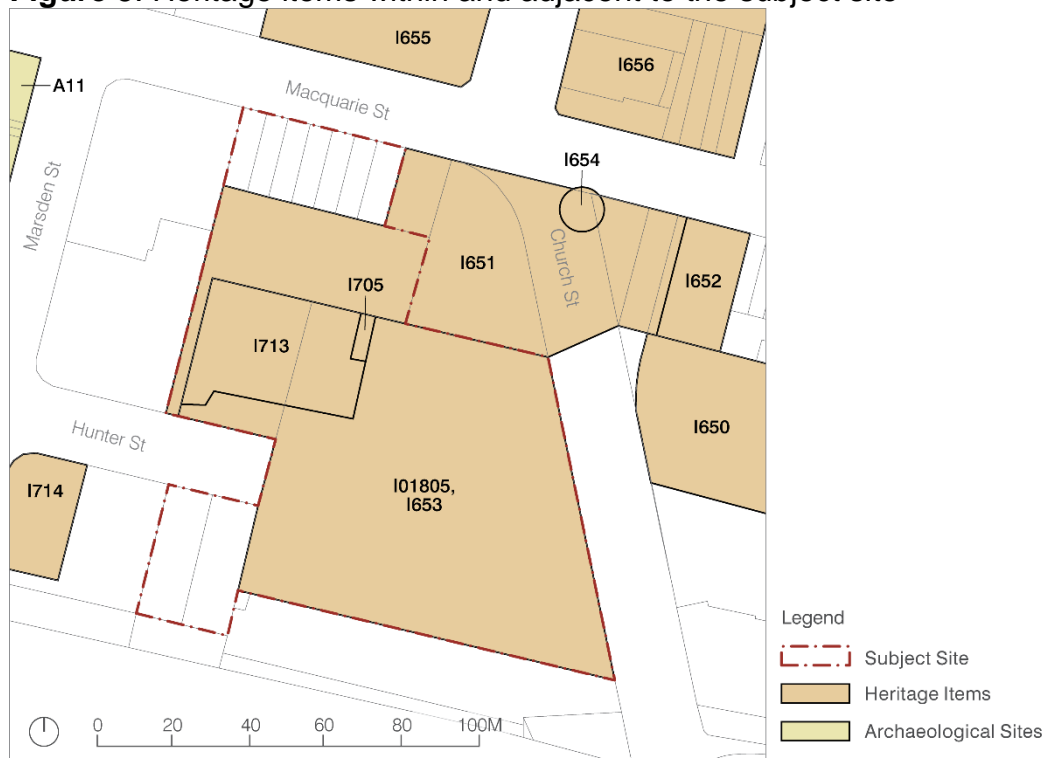 Figure Heritage items within and adjacent to the subject site
I655
I656
A11
Macquarie St
I654
Marsden St
Church St
I651
I652
I705
I713
I650
Hunter St
I714
I01805,
I653
Legend
Subject Site
Heritage Items
Archaeological Sites
0 20 40 60 80 100M